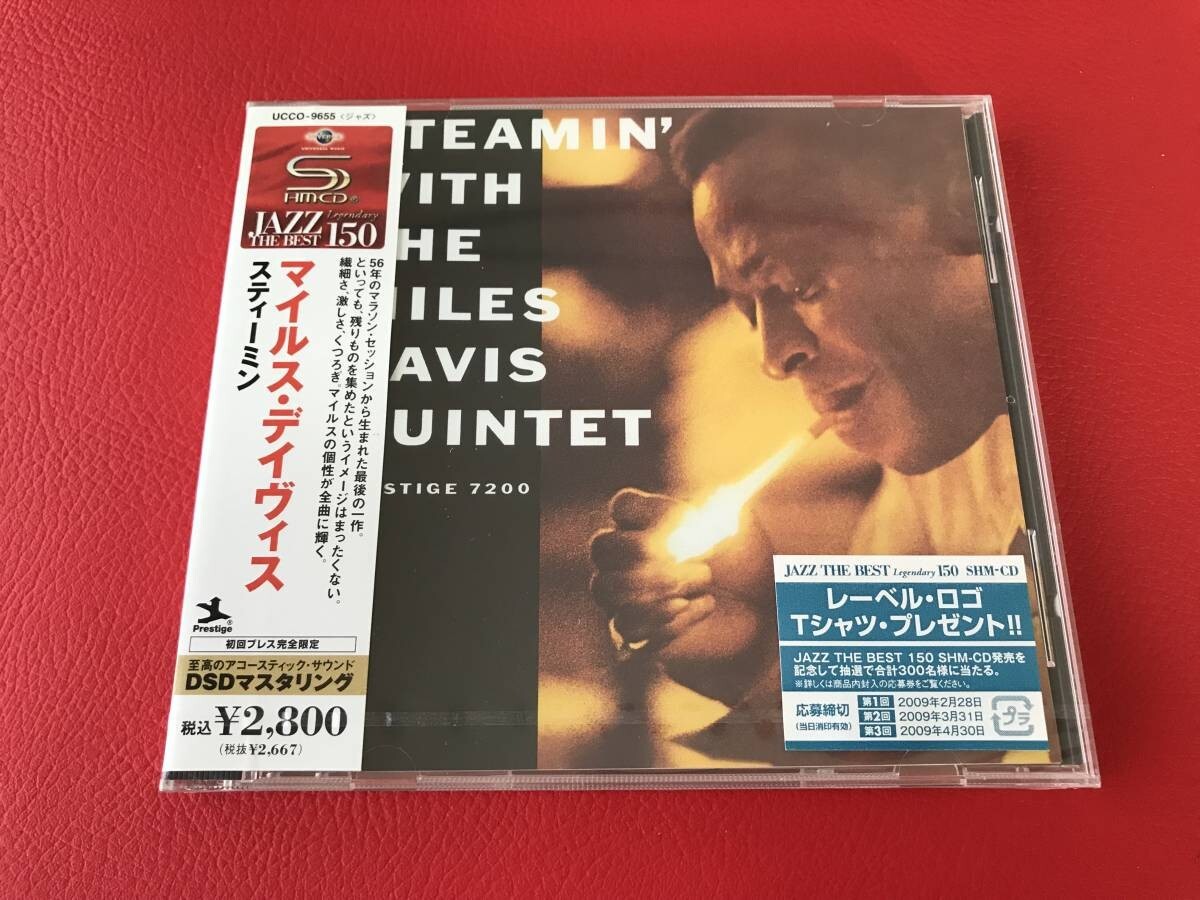 UCCO-9655〈ジャズ〉
UNIVERSAL MUSIC
SHM-CD®
JAZZ Legendary
THE BEST 150
マイルス・デイヴィス
スティーミン
56年のマラソン・セッションから生まれた最後の一作。
といっても、残りものを集めたというイメージはまったくない。
繊細さ、激しさ、くつろぎ。マイルスの個性が全曲に輝く。
Prestige®
初回プレス完全限定
至高のアコースティック・サウンド
DSDマスタリング
税込¥2,800
(税抜¥2,667)
TEAMIN'
WITH
HE
MILES
AVIS
UINTET
STIGE 7200
JAZZ THE BEST Legendary 150 SHM-CD
レーベル・ロゴ
Tシャツ・プレゼント!!
JAZZ THE BEST 150 SHM-CD発売を
記念して抽選で合計300名様に当たる。
※詳しくは商品内封入の応募券をご覧ください。
応募締切
(当日消印有効)
第1回 2009年2月28日
第2回 2009年3月31日
第3回 2009年4月30日
プラ